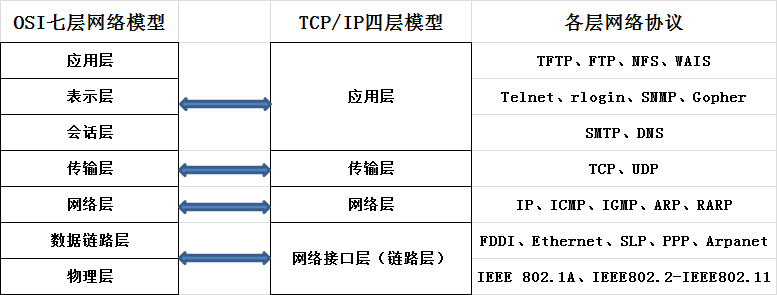 OSI七层网络模型 TCP/IP四层模型 各层网络协议
应用层 TFTP、FTP、NFS、WAIS
表示层 应用层 Telnet、rlogin、SNMP、Gopher
会话层 SMTP、DNS
传输层 传输层 TCP、UDP
网络层 网络层 IP、ICMP、IGMP、ARP、RARP
数据链路层 FDDI、Ethernet、SLP、PPP、Arpanet
网络接口层（链路层）
物理层 IEEE 802.1A、IEEE802.2-IEEE802.11